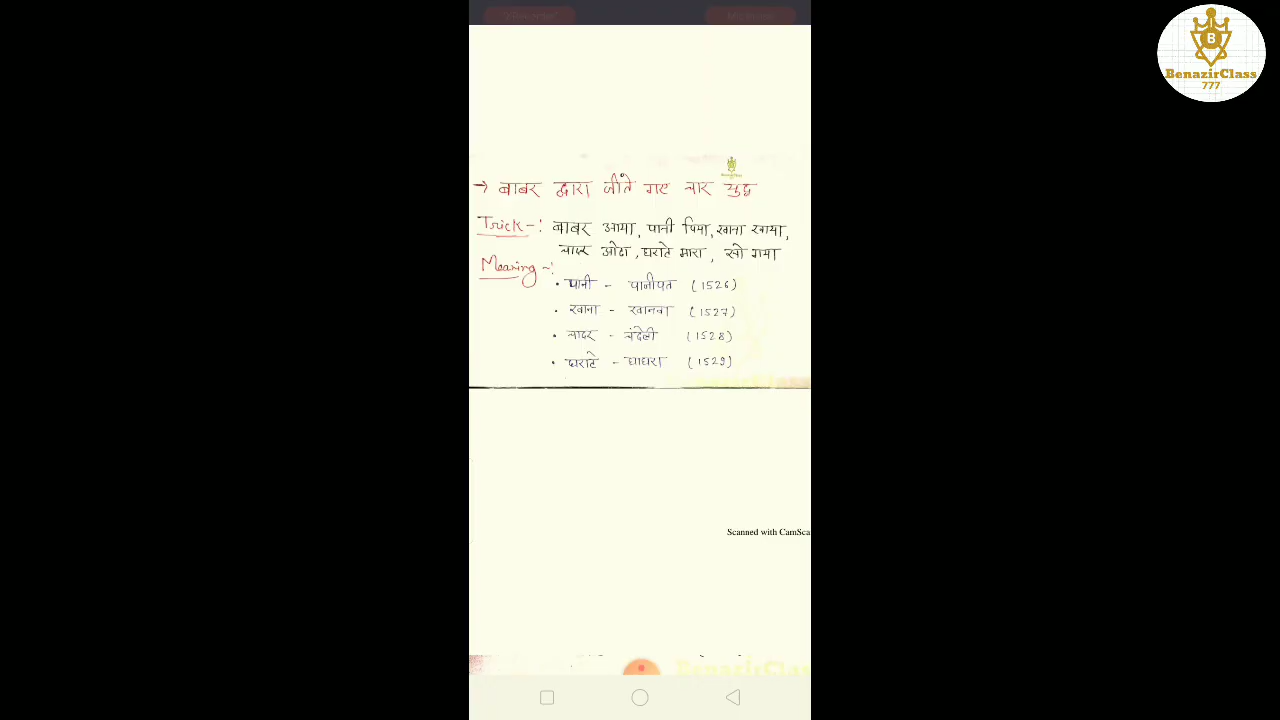 B
BenazirClass
777
→ बाबर द्वारा जीते गए चार युद्ध
Trick -: बाबर आया, पानी पिया, खाना खाया,
चादर ओढा, घराते मारा, सो गया
Meaning -:
• पानी - पानीपत (1526)
• खाना - खानवा (1527)
• चादर - चंदेली (1528)
• घराटे - घाघरा (1529)
Scanned with CamSca
BenazirClass